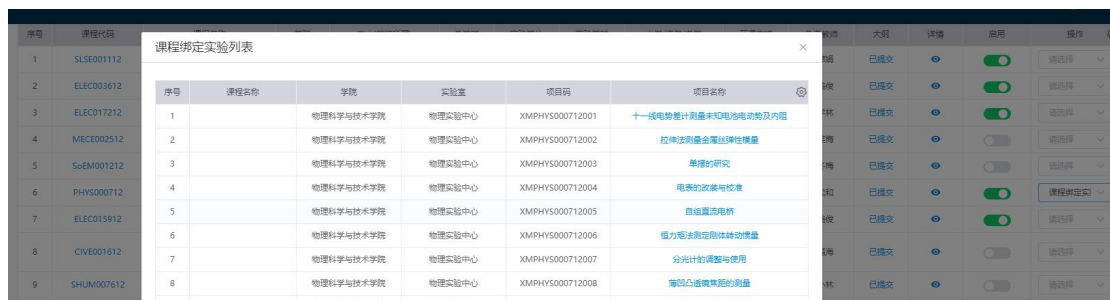 序号 课程代码 大纲 详情 启用 操作
课程绑定实验列表 ×
1 SLSE001112 已提交 请选择
序号 课程名称 学院 实验室 项目码 项目名称
2 ELEC003612 已提交 请选择
1 物理科学与技术学院 物理实验中心 XMPHYS000712001 十一线电势差计测量未知电池电动势及内阻
3 ELEC017212 已提交 请选择
2 物理科学与技术学院 物理实验中心 XMPHYS000712002 拉伸法测量金属丝弹性模量
4 MECE002512 已提交 请选择
3 物理科学与技术学院 物理实验中心 XMPHYS000712003 单摆的研究
5 SoEM001212 已提交 请选择
4 物理科学与技术学院 物理实验中心 XMPHYS000712004 电表的改装与校准
6 PHYS000712 已提交 课程绑定实
5 物理科学与技术学院 物理实验中心 XMPHYS000712005 自组直流电桥
7 ELEC015912 已提交 请选择
6 物理科学与技术学院 物理实验中心 XMPHYS000712006 恒力矩法测定刚体转动惯量
8 CIVE001612 已提交 请选择
7 物理科学与技术学院 物理实验中心 XMPHYS000712007 分光计的调整与使用
9 SHUM007612 已提交 请选择
8 物理科学与技术学院 物理实验中心 XMPHYS000712008 薄凹凸透镜焦距的测量